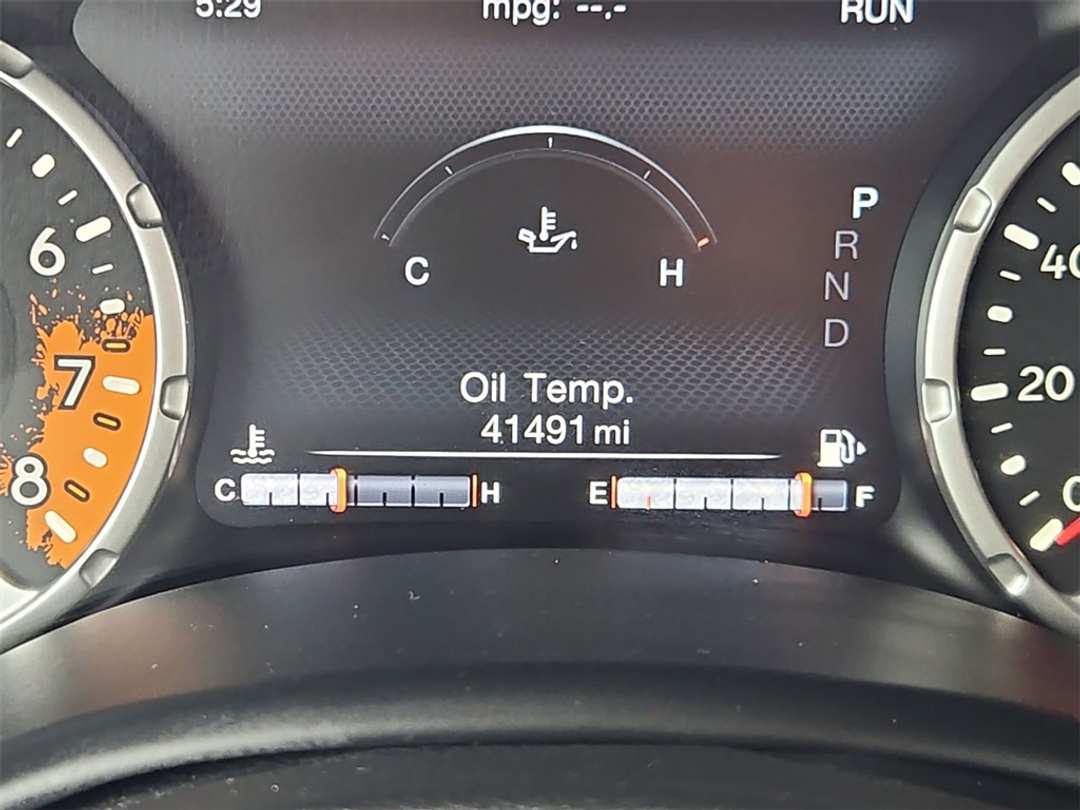 5:29 mpg: --.- RUN
P
R
N
D
C H
Oil Temp.
41491 mi
C H E F
6
7
8
40
20
0